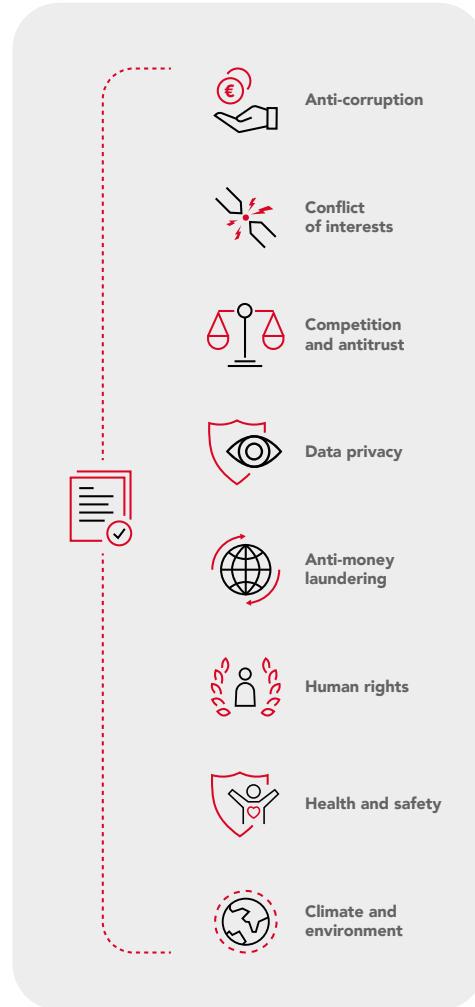 €
Anti-corruption
Conflict
of interests
Competition
and antitrust
Data privacy
Anti-money
laundering
Human rights
Health and safety
Climate and
environment